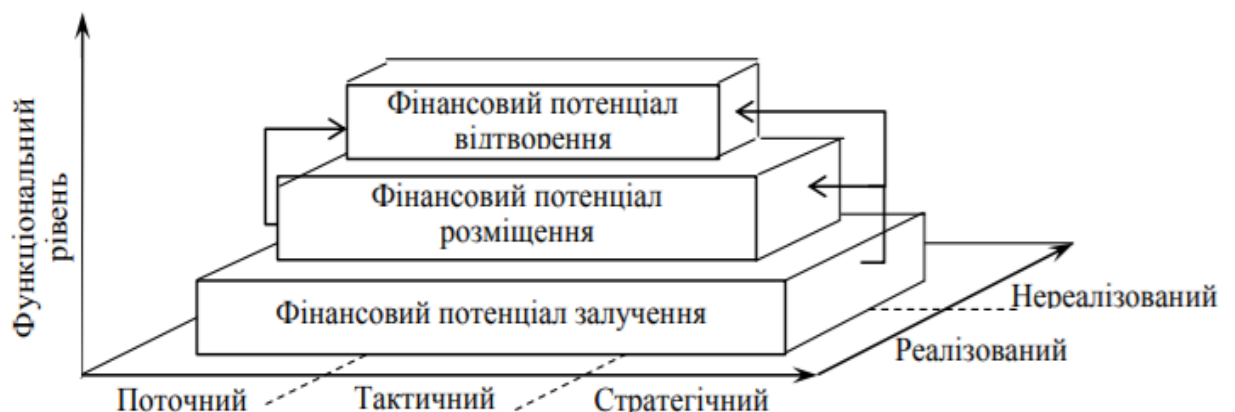 Функціональний
рівень
Фінансовий потенціал
відтворення
Фінансовий потенціал
розміщення
Фінансовий потенціал залучення
Нереалізований
Реалізований
Поточний
Тактичний
Стратегічний